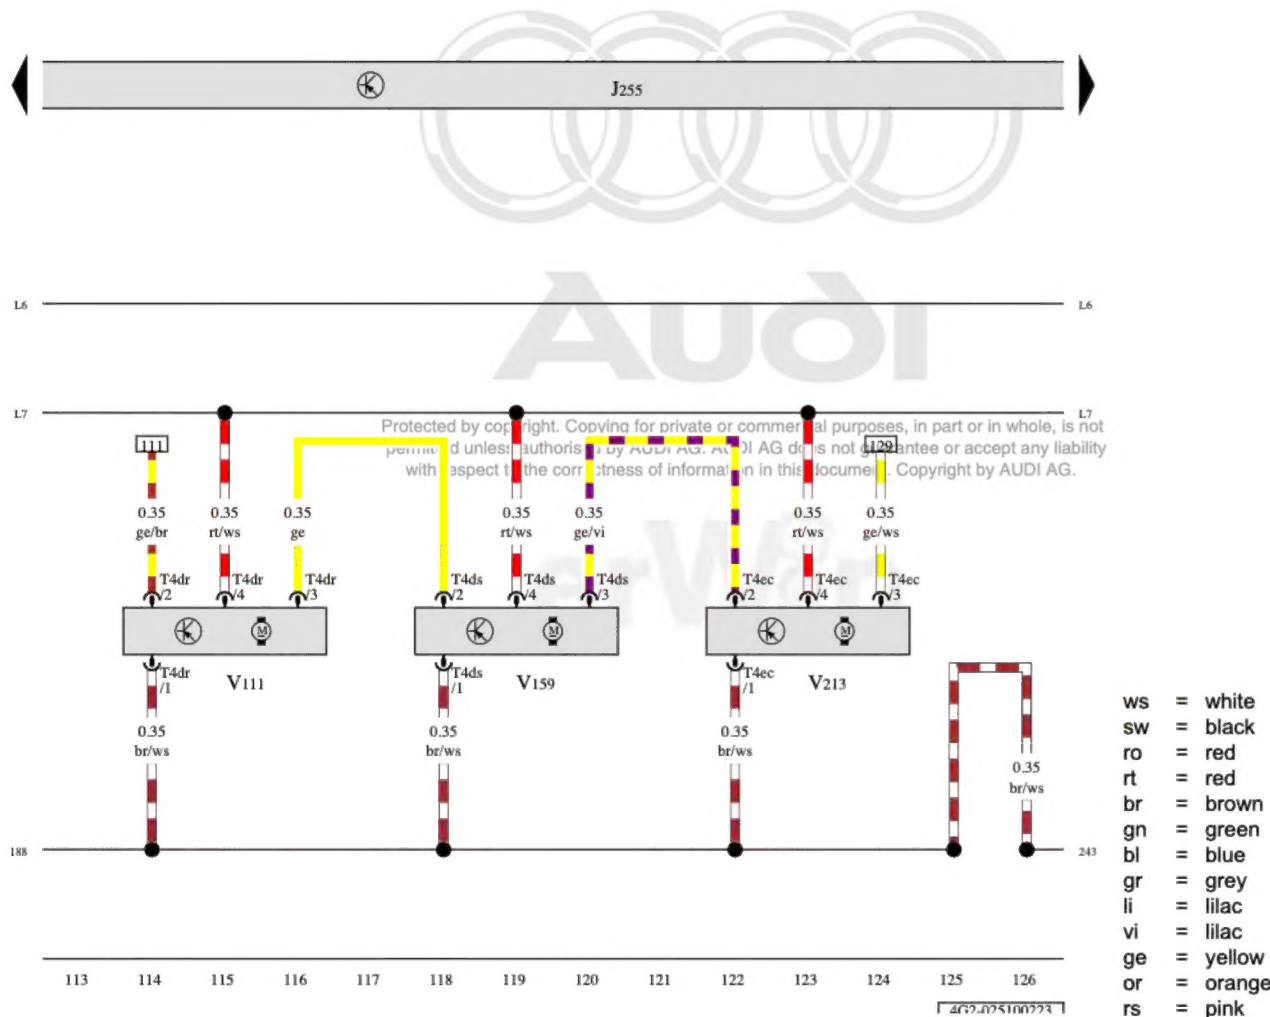 J255
L6 L6
Audi
L7 L7
Protected by copyright. Copying for private or commercial purposes, in part or in whole, is not
permitted unless authorised by AUDI AG. AUDI AG does not guarantee or accept any liability
with respect to the correctness of information in this document. Copyright by AUDI AG.
111 129
0.35 0.35 0.35 0.35 0.35 0.35 0.35
ge/br rt/ws ge rt/ws ge/vi rt/ws ge/ws
T4dr T4dr T4dr T4ds T4ds T4ds T4ec T4ec T4ec
/2 /4 /3 /2 /4 /3 /2 /4 /3
M M M
T4dr T4ds T4ec
/1 /1 /1
V111 V159 V213
0.35 0.35 0.35 0.35
br/ws br/ws br/ws br/ws
188 243
113 114 115 116 117 118 119 120 121 122 123 124 125 126
4G2-025100223
ws = white
sw = black
ro = red
rt = red
br = brown
gn = green
bl = blue
gr = grey
li = lilac
vi = lilac
ge = yellow
or = orange
rs = pink